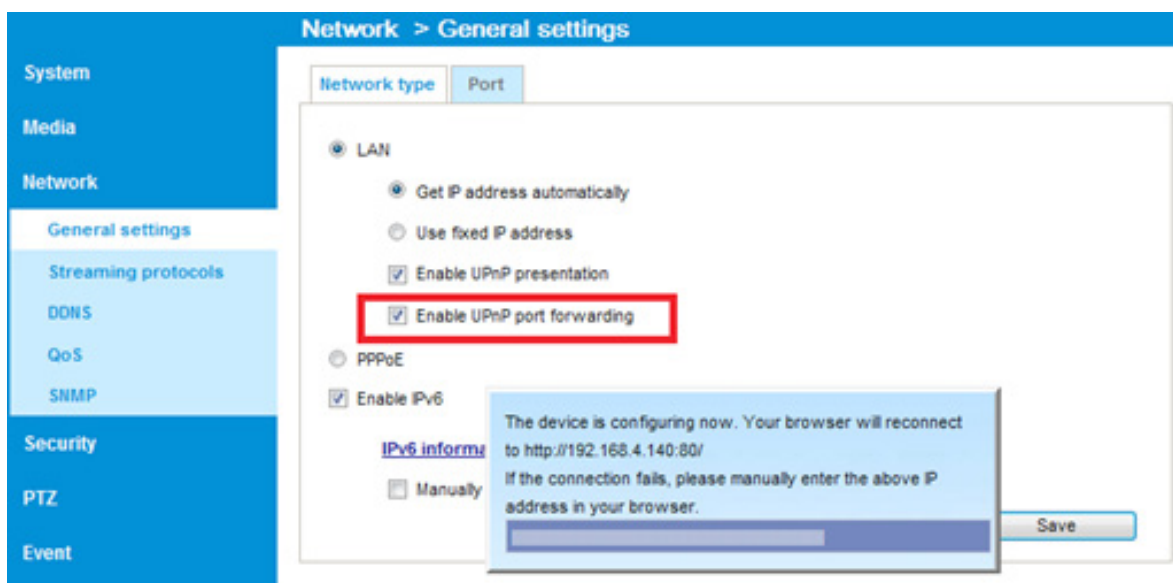 Network > General settings
System
Media
Network
General settings
Streaming protocols
DDNS
QoS
SNMP
Security
PTZ
Event
Network type
Port
LAN
Get IP address automatically
Use fixed IP address
Enable UPnP presentation
Enable UPnP port forwarding
PPPoE
Enable IPv6
IPv6 informa
Manually
The device is configuring now. Your browser will reconnect
to http://192.168.4.140:80/
If the connection fails, please manually enter the above IP
address in your browser.
Save